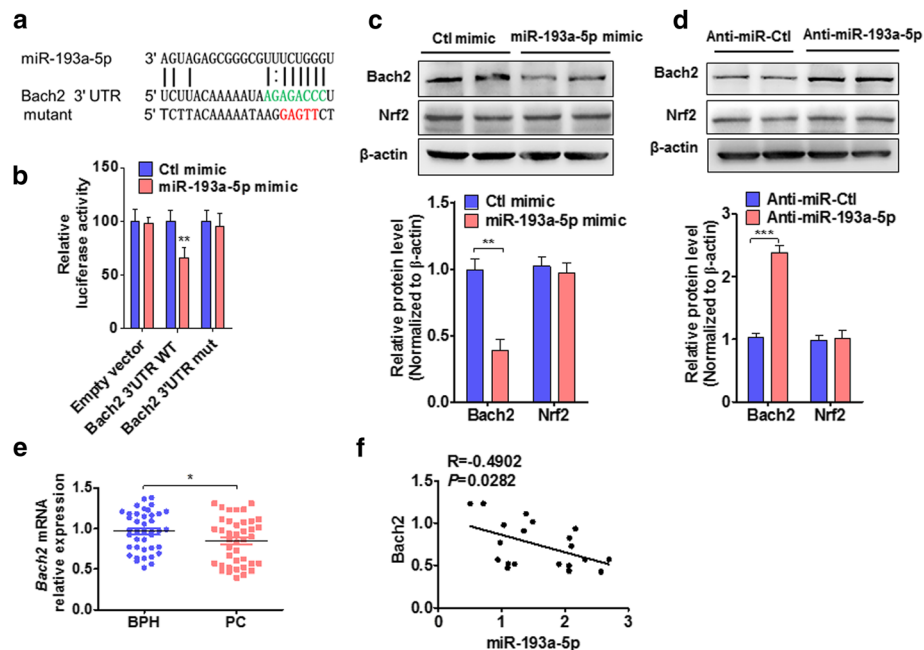 a
miR-193a-5p 3' AGUAGAGCGGGCGUUUCUGGGU
Bach2 3' UTR 5' UCUUACAAAAAUAAGAGACCCU
mutant 5' TCTTACAAAAATAAGGAGTTCT
b
Ctl mimic
miR-193a-5p mimic
Relative
luciferase activity
150
100
50
0
**
Empty vector
Bach2 3'UTR WT
Bach2 3'UTR mut
c
Ctl mimic miR-193a-5p mimic
Bach2
Nrf2
β-actin
Ctl mimic
miR-193a-5p mimic
Relative protein level
(Normalized to β-actin)
1.5
1.0
0.5
0.0
**
Bach2 Nrf2
d
Anti-miR-Ctl Anti-miR-193a-5p
Bach2
Nrf2
β-actin
Anti-miR-Ctl
Anti-miR-193a-5p
Relative protein level
(Normalized to β-actin)
3
2
1
0
***
Bach2 Nrf2
e
Bach2 mRNA
relative expression
1.5
1.0
0.5
0.0
*
BPH PC
f
R=-0.4902
P=0.0282
Bach2
1.5
1.0
0.5
0.0
0 1 2 3
miR-193a-5p